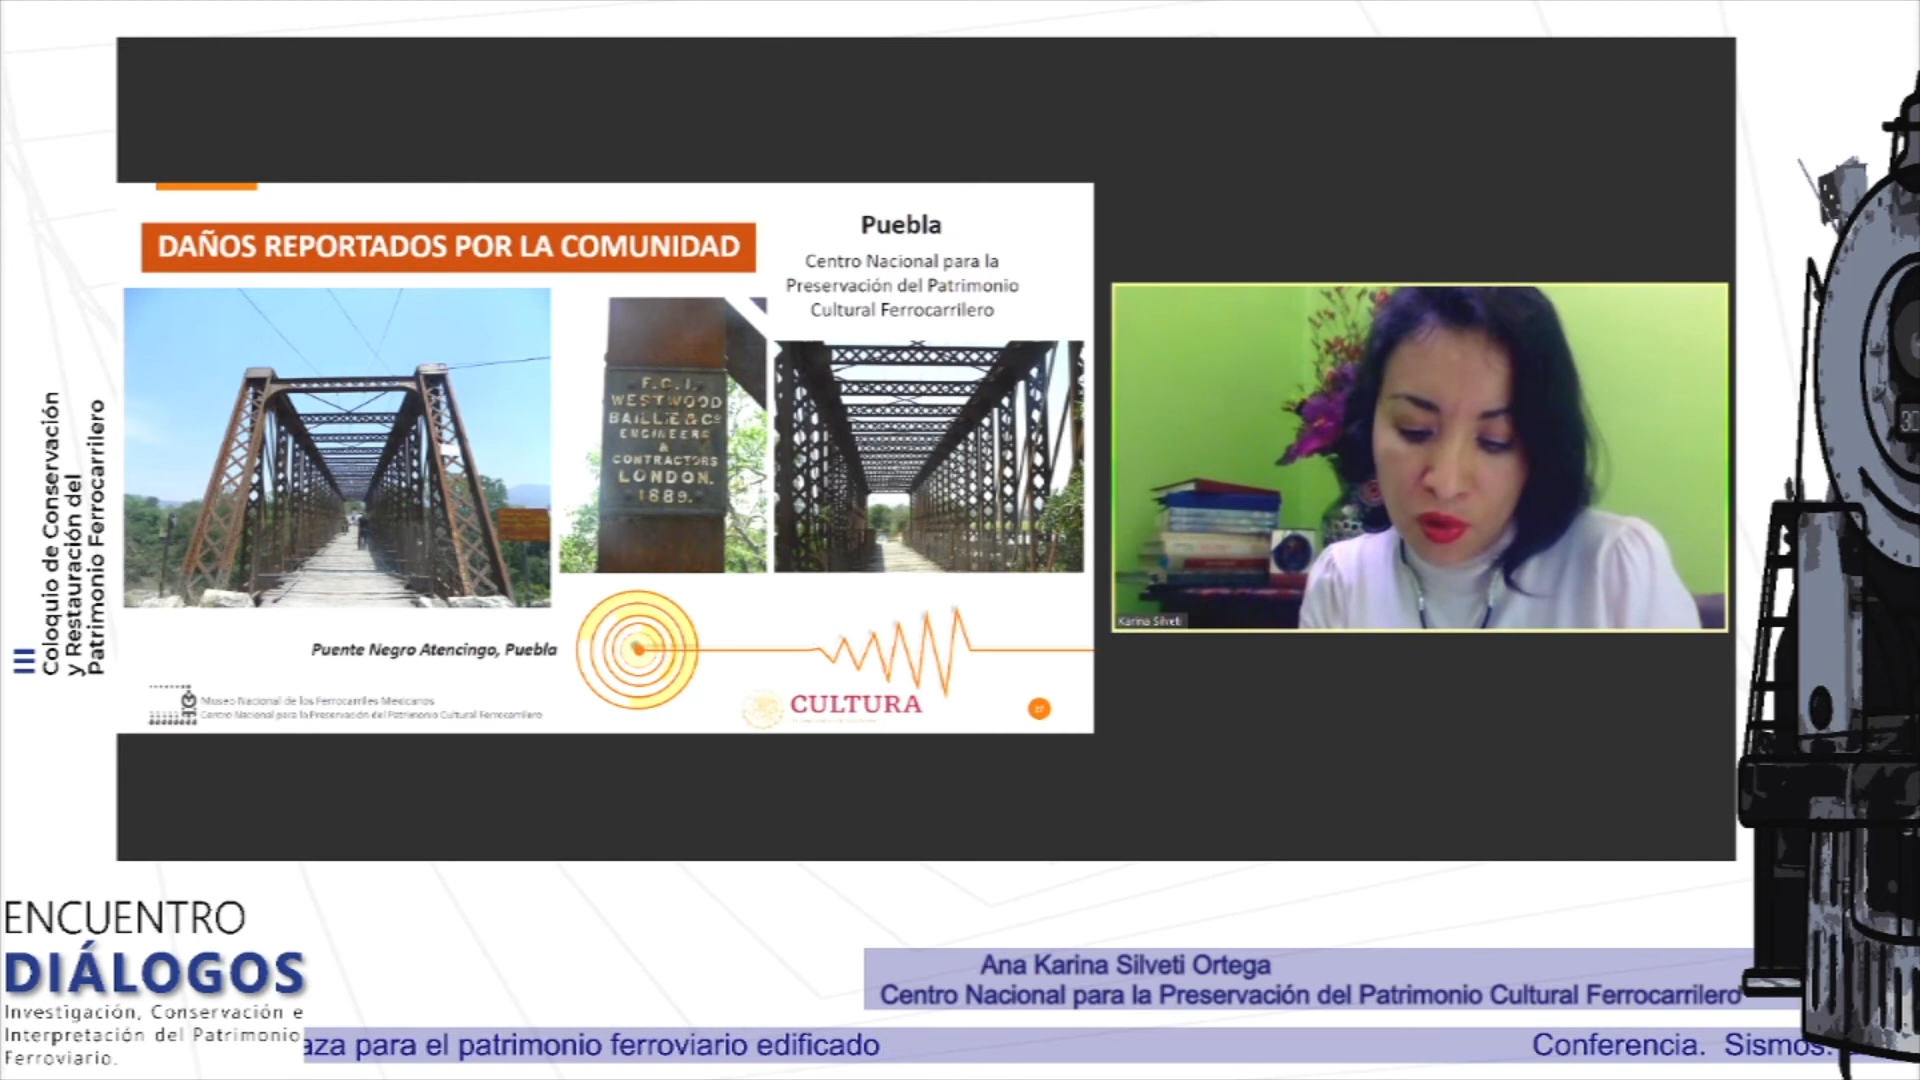 III
Coloquio de Conservación
y Restauración del
Patrimonio Ferrocarrilero
DAÑOS REPORTADOS POR LA COMUNIDAD
Puebla
Centro Nacional para la
Preservación del Patrimonio
Cultural Ferrocarrilero
F.C.I.
WESTWOOD
BAILLIE & Co
ENGINEERS
&
CONTRACTORS
LONDON.
1889.
Puente Negro Atencingo, Puebla
Museo Nacional de los Ferrocarriles Mexicanos
Centro Nacional para la Preservación del Patrimonio Cultural Ferrocarrilero
CULTURA
Karina Silveti
ENCUENTRO
DIÁLOGOS
Investigación, Conservación e
Interpretación del Patrimonio
Ferroviario.
Ana Karina Silveti Ortega
Centro Nacional para la Preservación del Patrimonio Cultural Ferrocarrilero
aza para el patrimonio ferroviario edificado
Conferencia. Sismos.
30